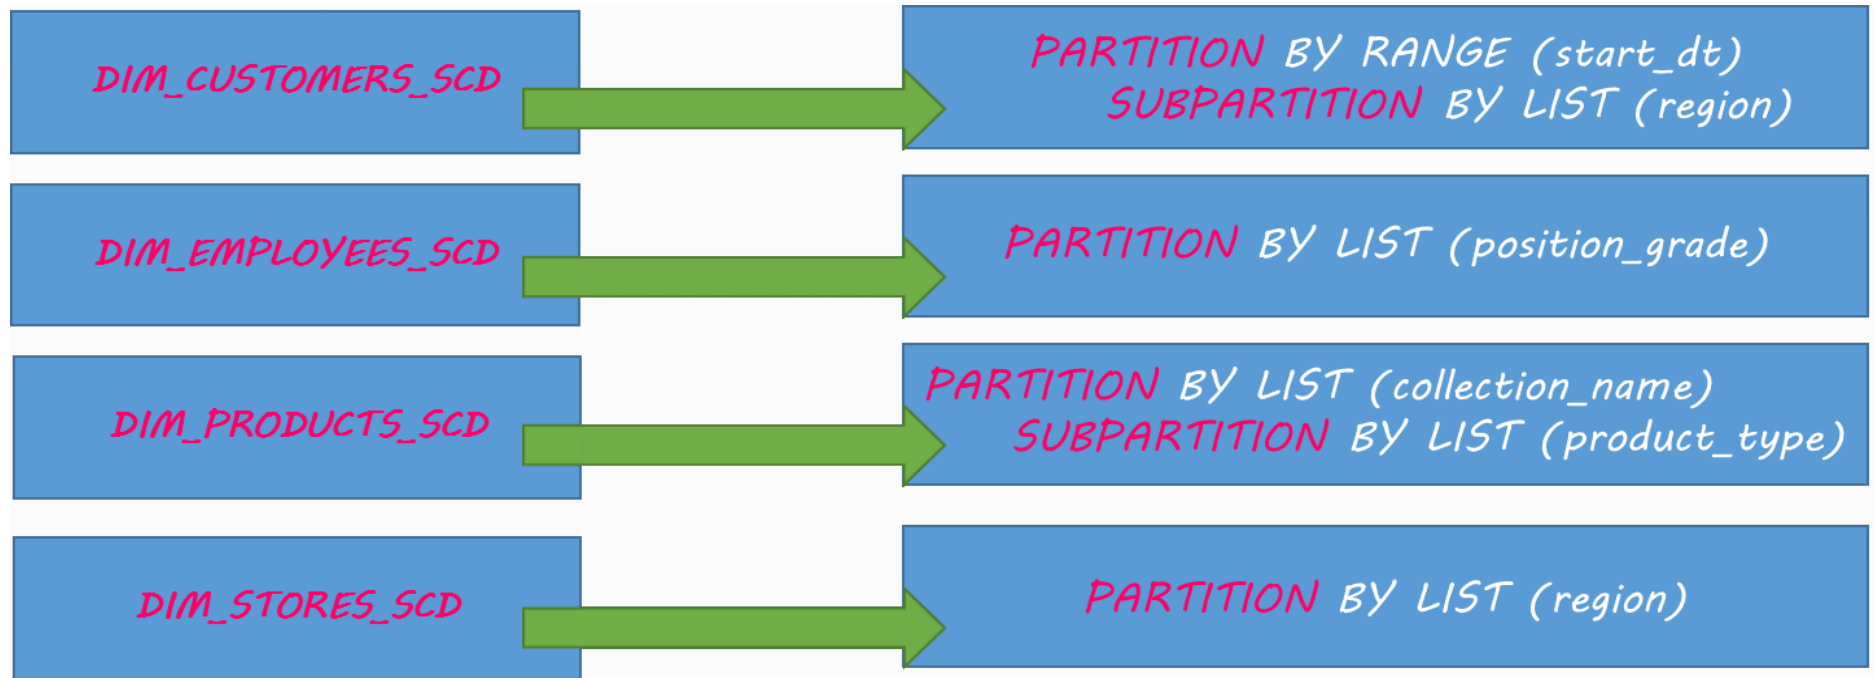 DIM_CUSTOMERS_SCD
PARTITION BY RANGE (start_dt)
SUBPARTITION BY LIST (region)
DIM_EMPLOYEES_SCD
PARTITION BY LIST (position_grade)
DIM_PRODUCTS_SCD
PARTITION BY LIST (collection_name)
SUBPARTITION BY LIST (product_type)
DIM_STORES_SCD
PARTITION BY LIST (region)